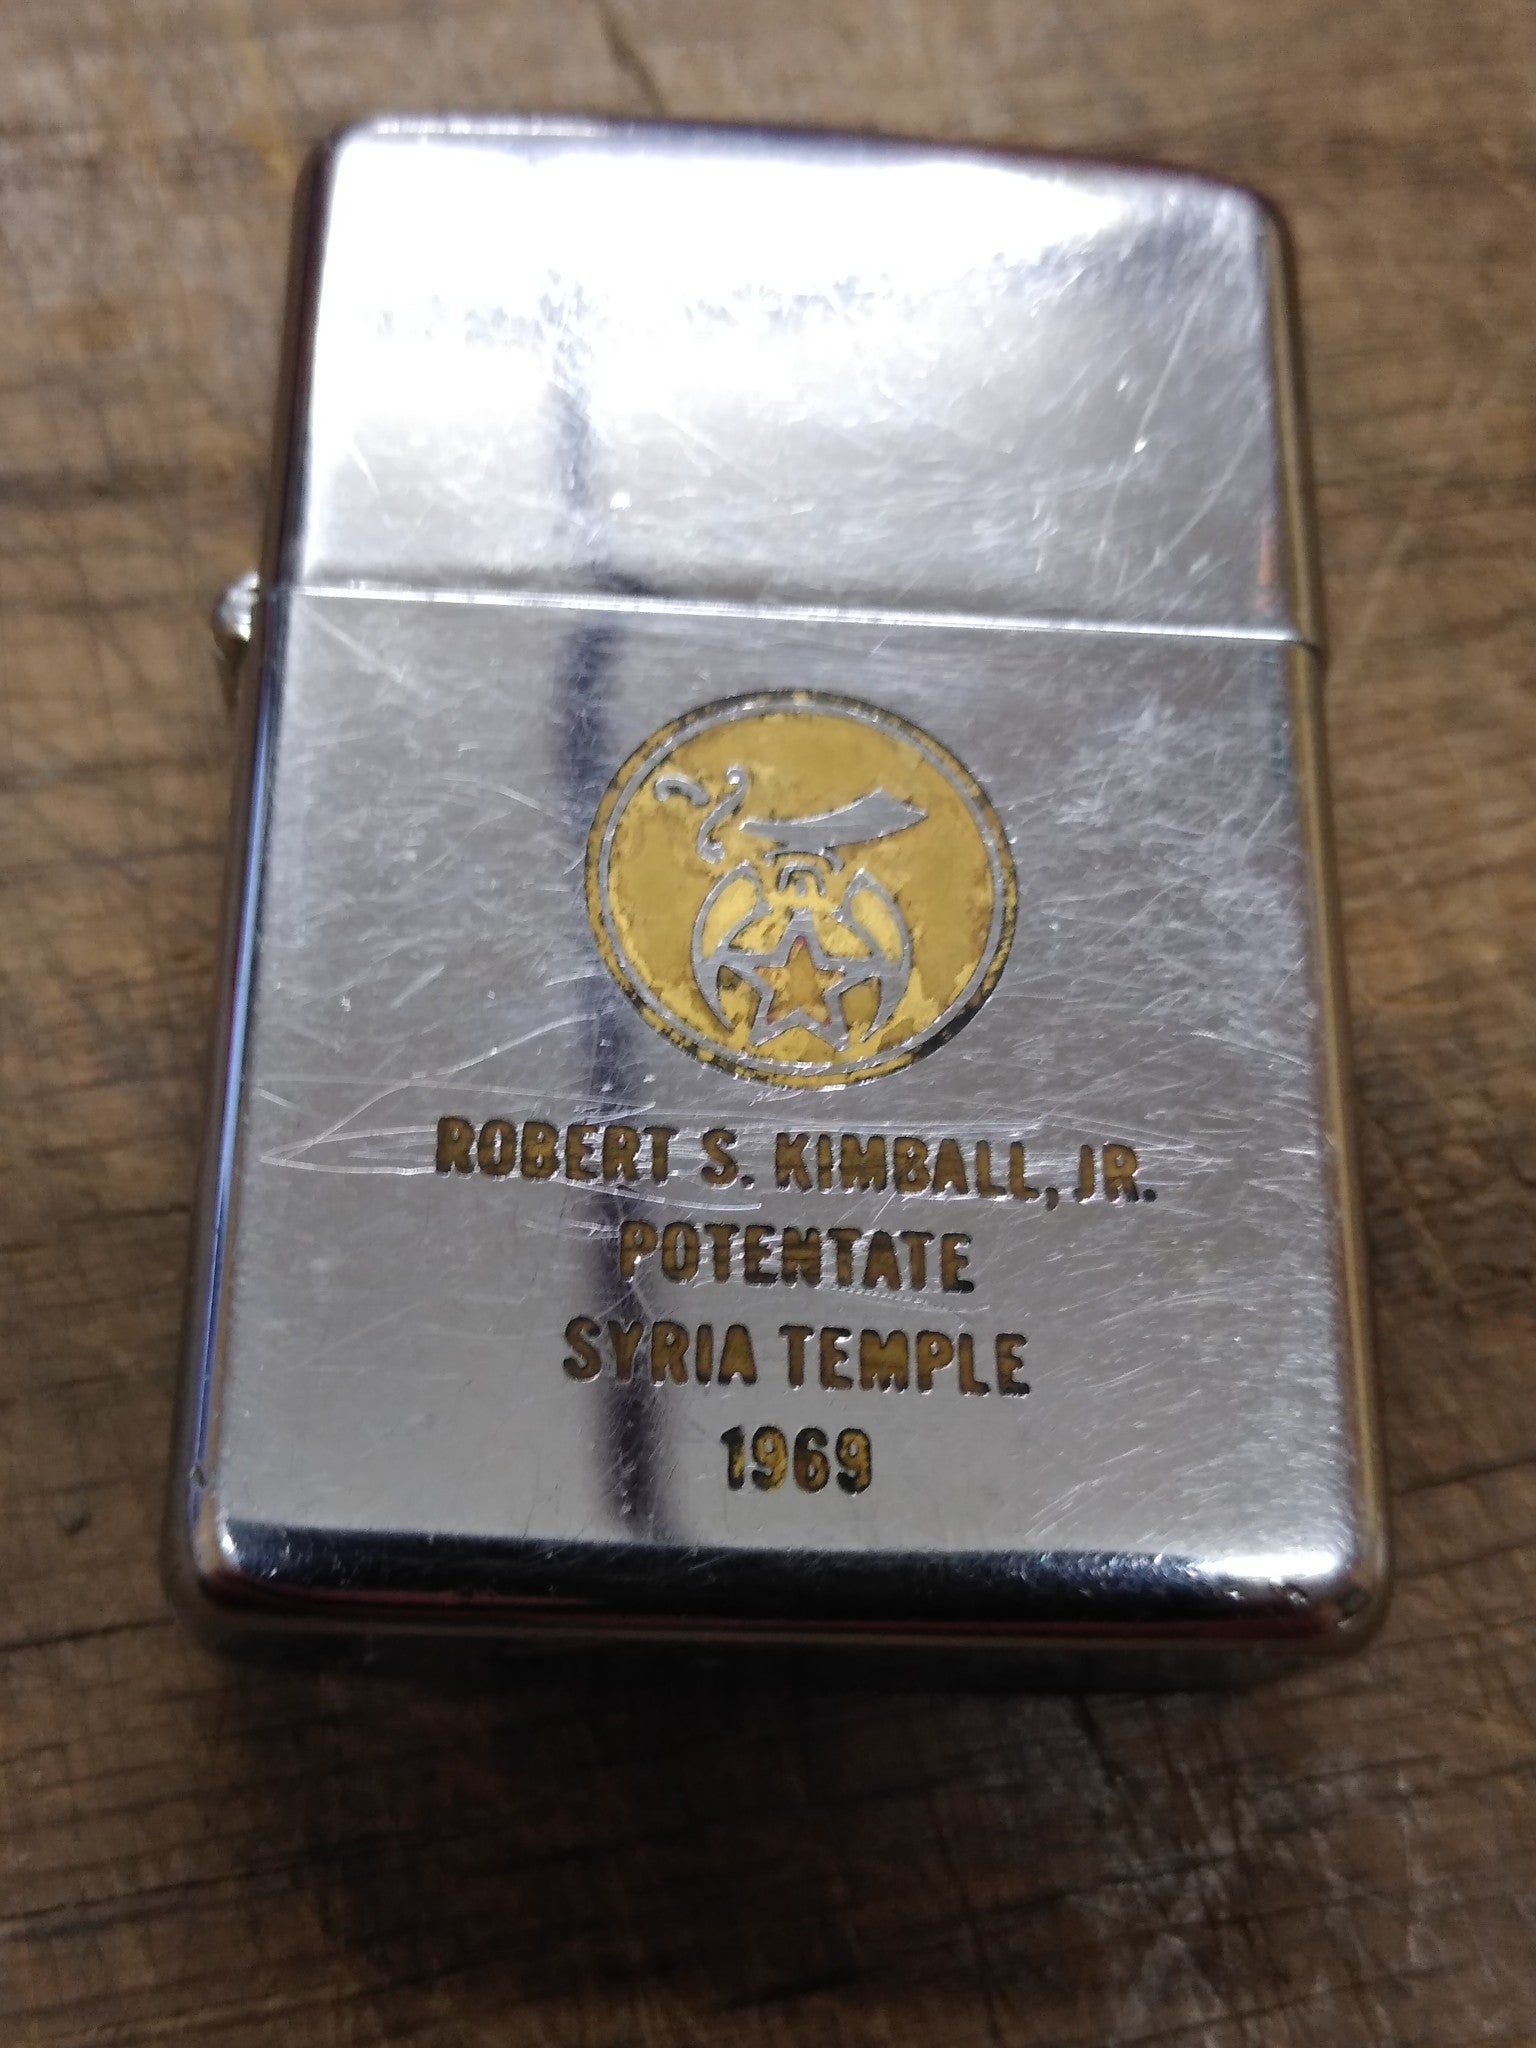 ROBERT S. KIMBALL, JR.
POTENTATE
SYRIA TEMPLE
1969